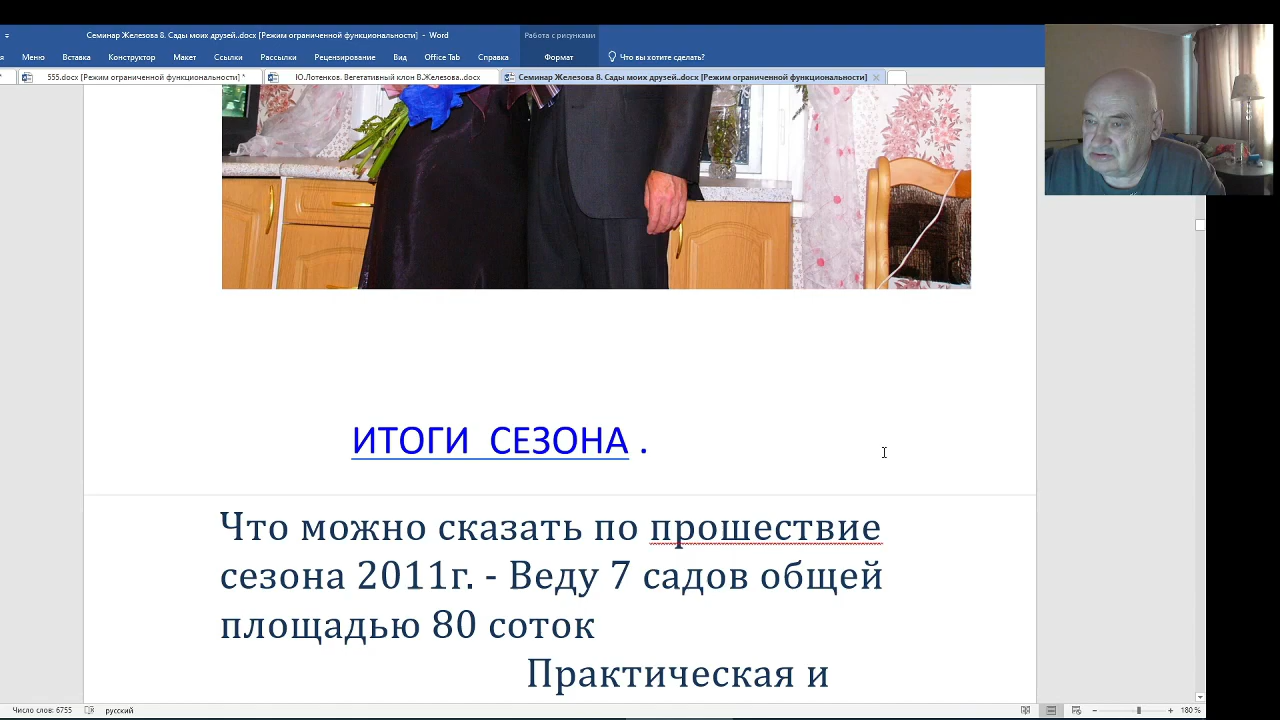 Семинар Железова 8. Сады моих друзей..docx [Режим ограниченной функциональности] - Word
Работа с рисунками
я Меню Вставка Конструктор Макет Ссылки Рассылки Рецензирование Вид Office Tab Справка Формат Что вы хотите сделать?
555.docx [Режим ограниченной функциональности] * Ю.Лотенков. Вегетативный клон В.Железова..docx Семинар Железова 8. Сады моих друзей..docx [Режим ограниченной функциональности]
ИТОГИ СЕЗОНА .
Что можно сказать по прошествие
сезона 2011г. - Веду 7 садов общей
площадью 80 соток
Практическая и
Число слов: 6755 русский 180 %